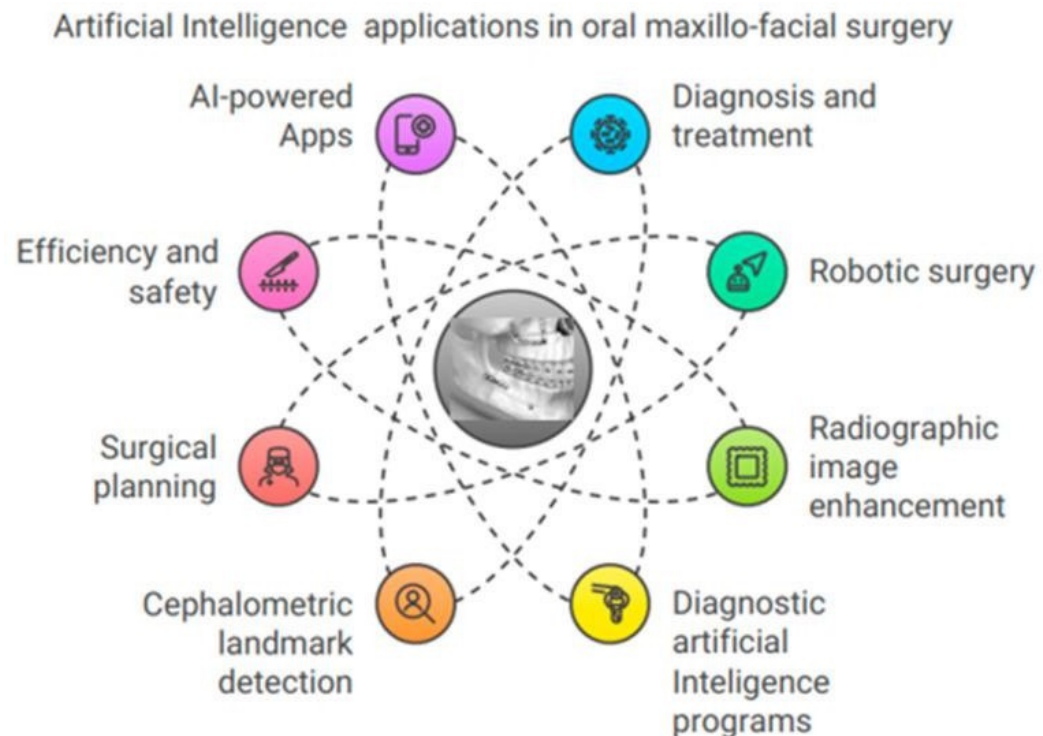 Artificial Intelligence applications in oral maxillo-facial surgery
AI-powered
Apps
Diagnosis and
treatment
Efficiency and
safety
Robotic surgery
Surgical
planning
Radiographic
image
enhancement
Cephalometric
landmark
detection
Diagnostic
artificial
Inteligence
programs